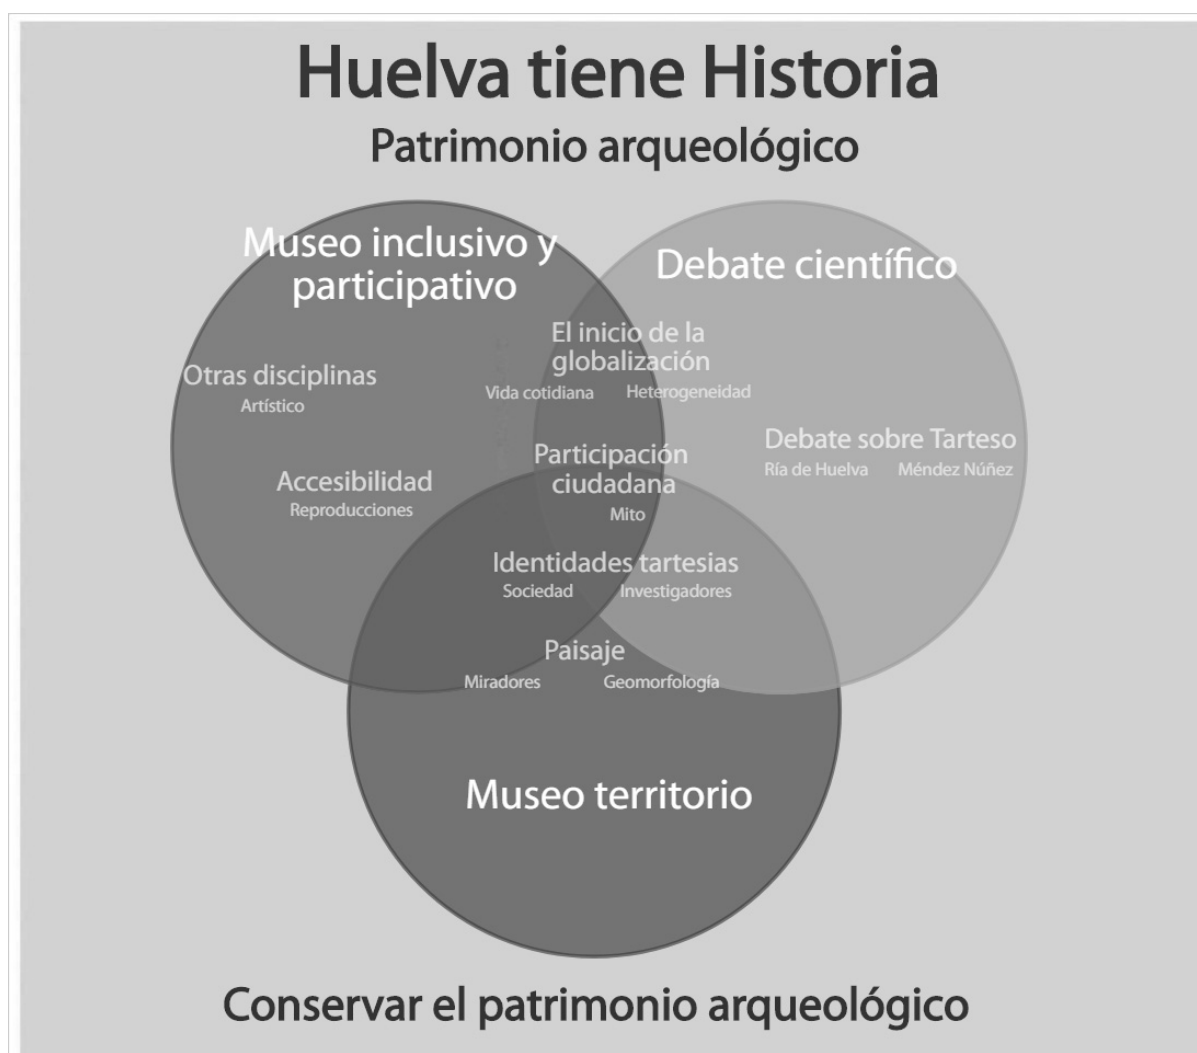 Huelva tiene Historia
Patrimonio arqueológico
Museo inclusivo y
participativo
Debate científico
El inicio de la
globalización
Vida cotidiana
Heterogeneidad
Otras disciplinas
Artístico
Debate sobre Tarteso
Ría de Huelva
Méndez Núñez
Participación
ciudadana
Mito
Accesibilidad
Reproducciones
Identidades tartesias
Sociedad
Investigadores
Paisaje
Miradores
Geomorfología
Museo territorio
Conservar el patrimonio arqueológico